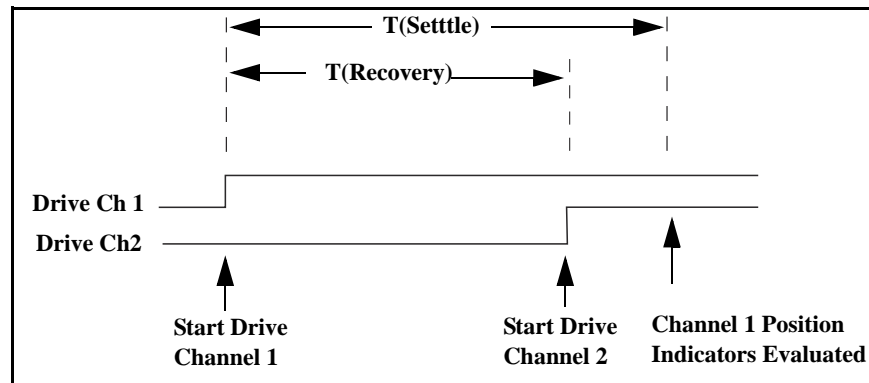 T(Setttle)
T(Recovery)
Drive Ch 1
Drive Ch2
Start Drive
Channel 1
Start Drive
Channel 2
Channel 1 Position
Indicators Evaluated